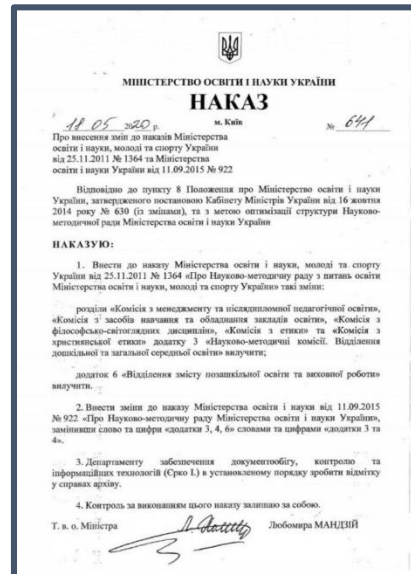 МІНІСТЕРСТВО ОСВІТИ І НАУКИ УКРАЇНИ
НАКАЗ
18 05 2020 р.
м. Київ
№ 641
Про внесення змін до наказів Міністерства
освіти і науки, молоді та спорту України
від 25.11.2011 № 1364 та Міністерства
освіти і науки України від 11.09.2015 № 922
Відповідно до пункту 8 Положення про Міністерство освіти і науки
України, затвердженого постановою Кабінету Міністрів України від 16 жовтня
2014 року № 630 (із змінами), та з метою оптимізації структури Науково-
методичної ради Міністерства освіти і науки України
НАКАЗУЮ:
1. Внести до наказу Міністерства освіти і науки, молоді та спорту
України від 25.11.2011 № 1364 «Про Науково-методичну раду з питань освіти
Міністерства освіти і науки, молоді та спорту України» такі зміни:
розділи «Комісія з менеджменту та післядипломної педагогічної освіти»,
«Комісія з засобів навчання та обладнання закладів освіти», «Комісія з
філософсько-світоглядних дисциплін», «Комісія з етики» та «Комісія з
християнської етики» додатку 3 «Науково-методичні комісії. Відділення
дошкільної та загальної середньої освіти» вилучити;
додаток 6 «Відділення змісту позашкільної освіти та виховної роботи»
вилучити.
2. Внести зміни до наказу Міністерства освіти і науки від 11.09.2015
№ 922 «Про Науково-методичну раду Міністерства освіти і науки України»,
замінивши слово та цифри «додатки 3, 4, 6» словами та цифрами «додатки 3 та
4».
3. Департаменту забезпечення документообігу, контролю та
інформаційних технологій (Єрко І.) в установленому порядку зробити відмітку
у справах архіву.
4. Контроль за виконанням цього наказу залишаю за собою.
Т. в. о. Міністра
Любомира МАНДЗІЙ